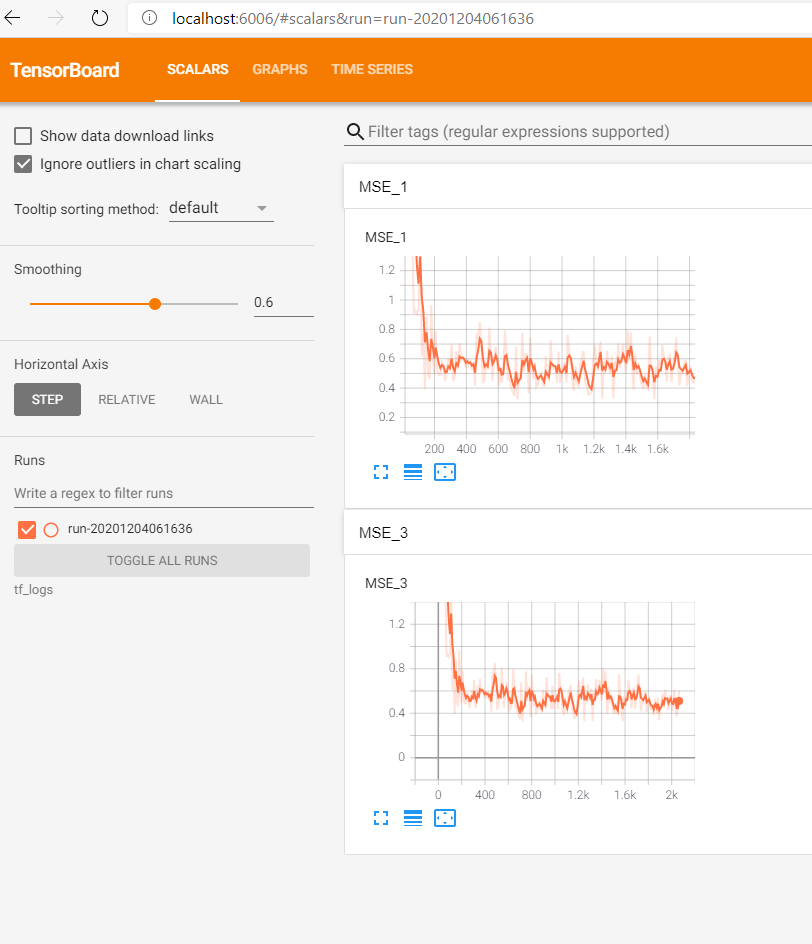 localhost:6006/#scalars&run=run-20201204061636
TensorBoard
SCALARS GRAPHS TIME SERIES
Show data download links
Ignore outliers in chart scaling
Tooltip sorting method: default
Smoothing
0.6
Horizontal Axis
STEP RELATIVE WALL
Runs
Write a regex to filter runs
run-20201204061636
TOGGLE ALL RUNS
tf_logs
Filter tags (regular expressions supported)
MSE_1
MSE_1
1.2
1
0.8
0.6
0.4
0.2
200 400 600 800 1k 1.2k 1.4k 1.6k
MSE_3
MSE_3
1.2
0.8
0.4
0
0 400 800 1.2k 1.6k 2k